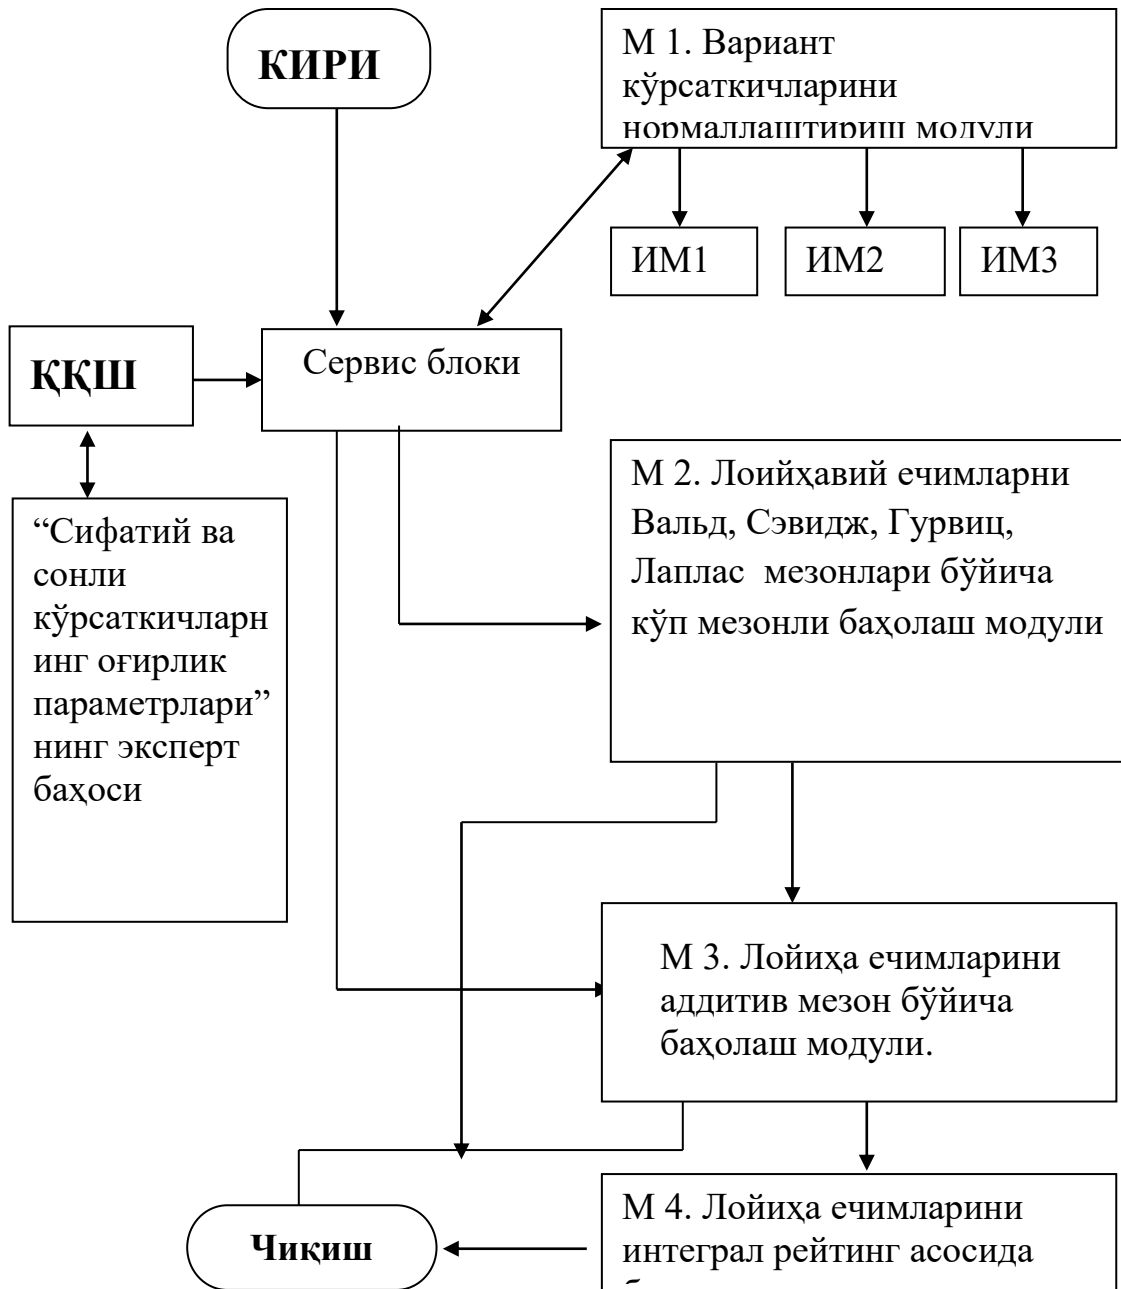 КИРИ
М 1. Вариант
кўрсаткичларини
нормаллаштириш модули
ИМ1
ИМ2
ИМ3
ҚҚШ
Сервис блоки
“Сифатий ва
сонли
кўрсаткичларн
инг оғирлик
параметрлари”
нинг эксперт
баҳоси
М 2. Лоийҳавий ечимларни
Вальд, Сэвидж, Гурвиц,
Лаплас мезонлари бўйича
кўп мезонли баҳолаш модули
М 3. Лойиҳа ечимларини
аддитив мезон бўйича
баҳолаш модули.
Чиқиш
М 4. Лойиҳа ечимларини
интеграл рейтинг асосида